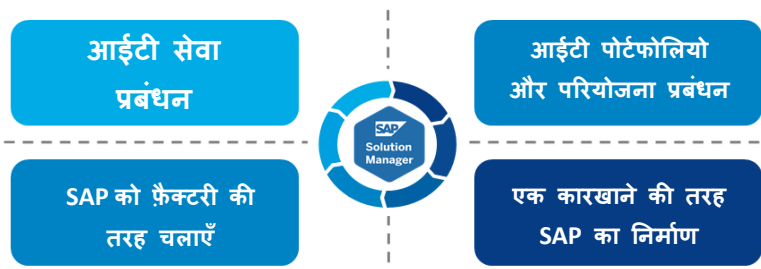 आईटी सेवा
प्रबंधन
आईटी पोर्टफोलियो
और परियोजना प्रबंधन
SAP
Solution
Manager
SAP को फ़ैक्टरी की
तरह चलाएँ
एक कारखाने की तरह
SAP का निर्माण